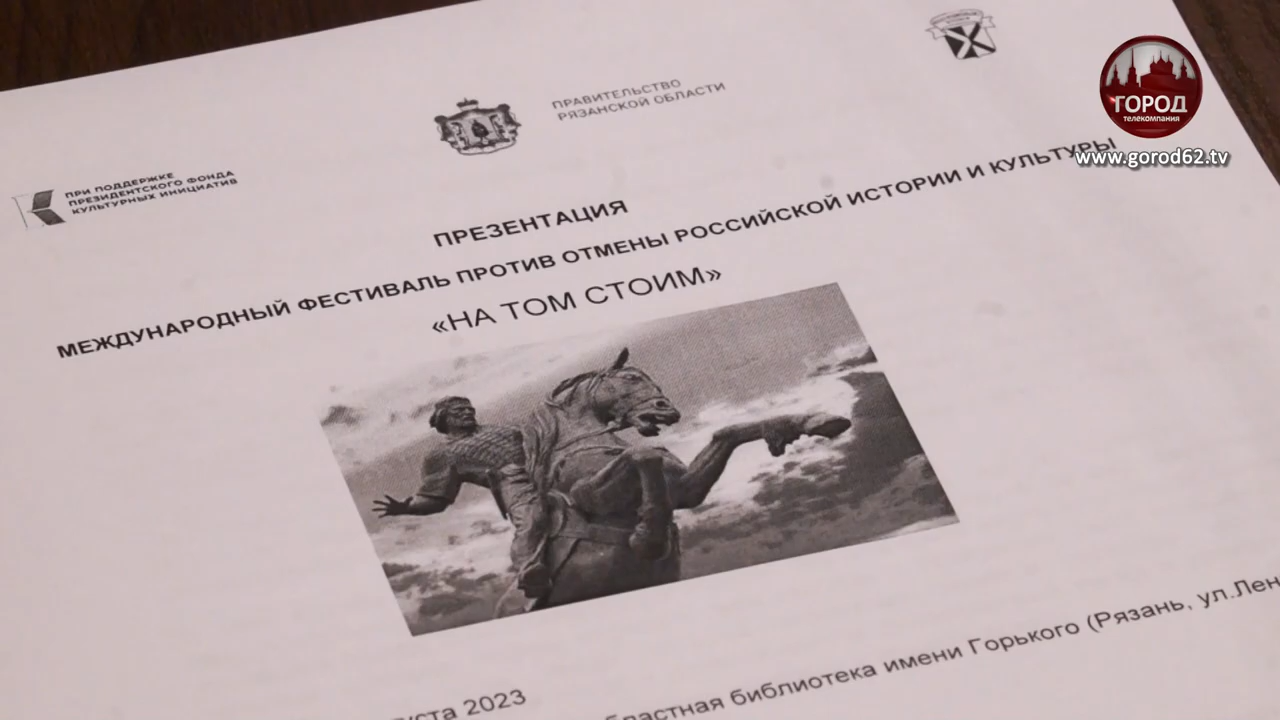 ГОРОД
телекомпания
www.gorod62.tv
ПРАВИТЕЛЬСТВО
РЯЗАНСКОЙ ОБЛАСТИ
ПРИ ПОДДЕРЖКЕ
ПРЕЗИДЕНТСКОГО ФОНДА
КУЛЬТУРНЫХ ИНИЦИАТИВ
ПРЕЗЕНТАЦИЯ
МЕЖДУНАРОДНЫЙ ФЕСТИВАЛЬ ПРОТИВ ОТМЕНЫ РОССИЙСКОЙ ИСТОРИИ И КУЛЬТУРЫ
«НА ТОМ СТОИМ»
уста 2023
бластная библиотека имени Горького (Рязань, ул.Лен